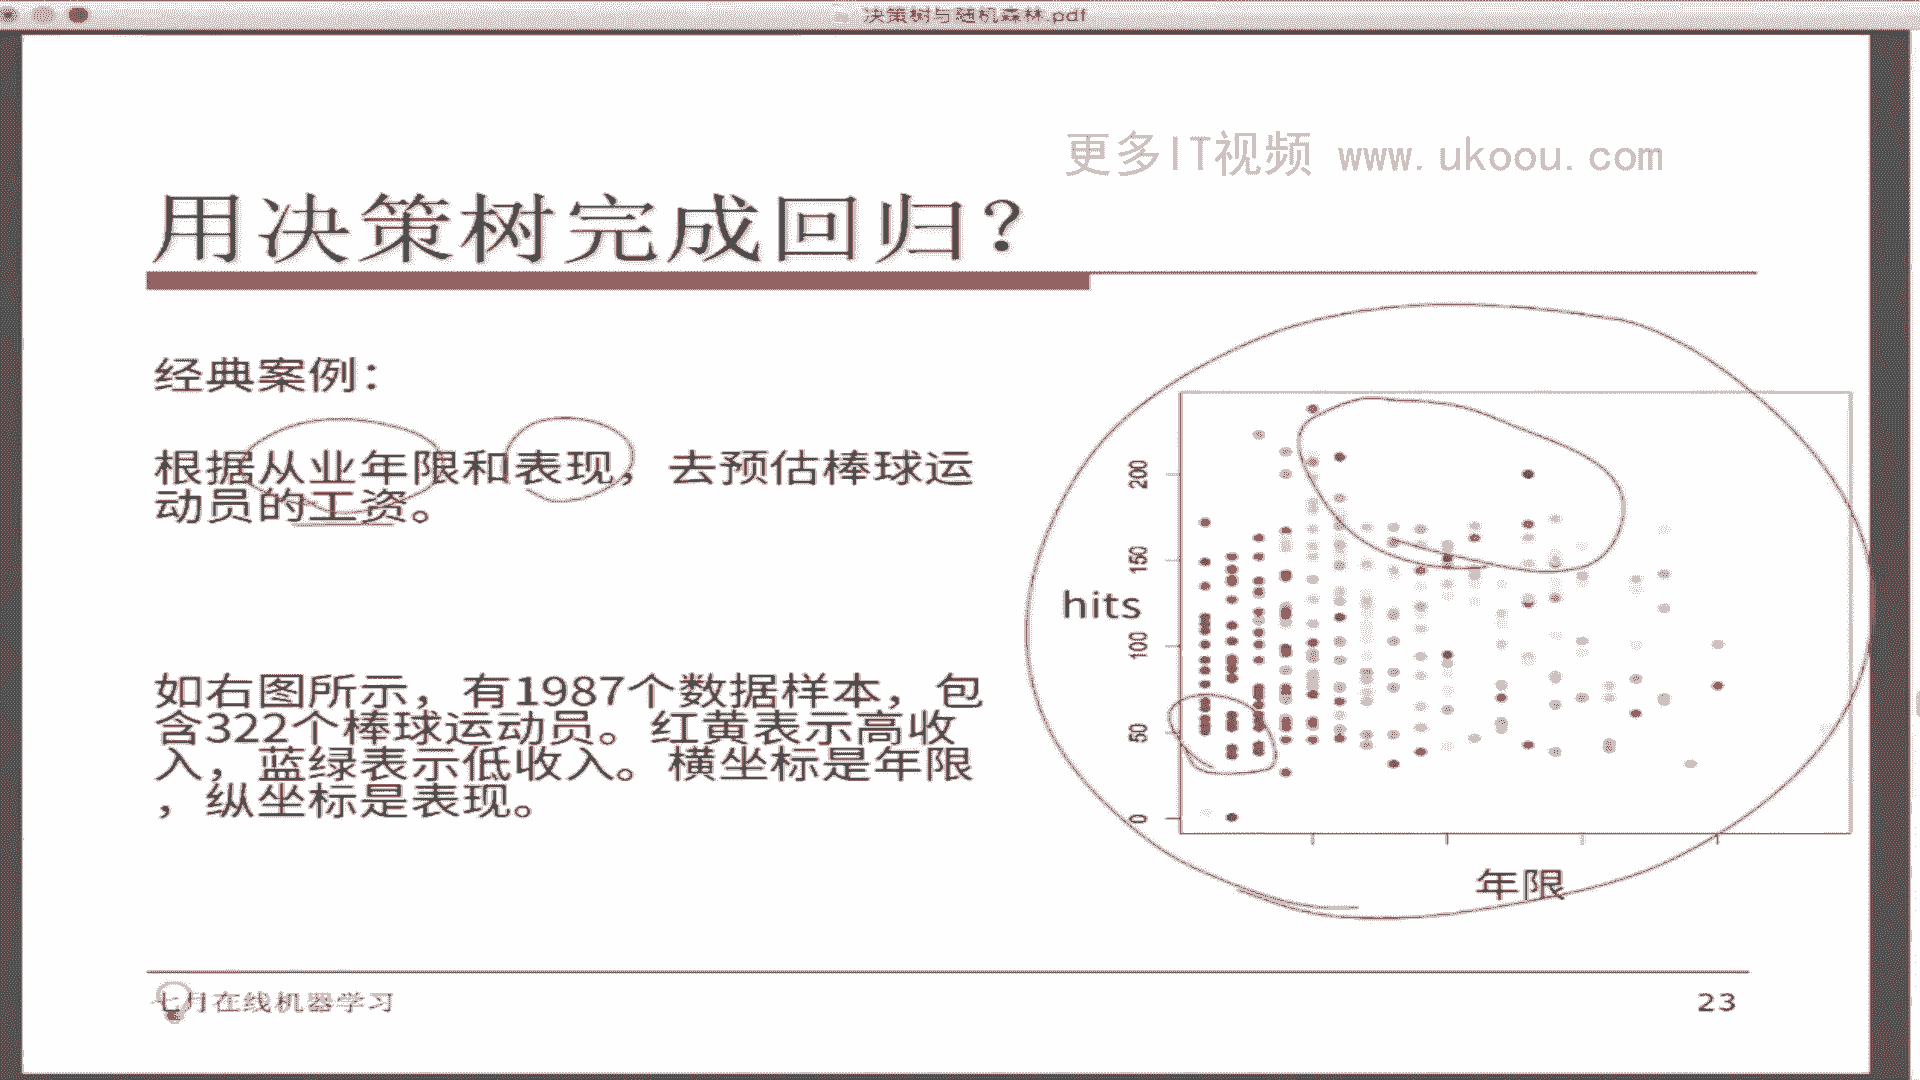 决策树与随机森林.pdf
更多IT视频 www.ukoou.com
用决策树完成回归?
经典案例:
根据从业年限和表现，去预估棒球运
动员的工资。
如右图所示，有1987个数据样本，包
含322个棒球运动员。红黄表示高收
入，蓝绿表示低收入。横坐标是年限
，纵坐标是表现。
200
150
hits
100
50
0
年限
七月在线机器学习
23